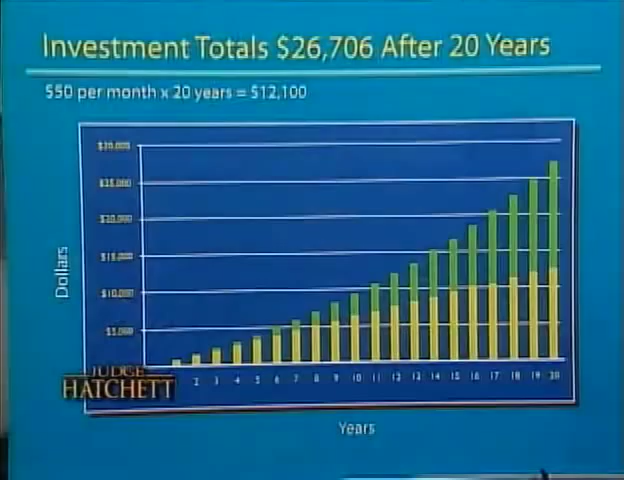 Investment Totals $26,706 After 20 Years
$50 per month x 20 years = $12,100
$30,000
$25,000
$20,000
$15,000
$10,000
$5,000
Dollars
JUDGE
HATCHETT
2 3 4 5 6 7 8 9 10 11 12 13 14 15 16 17 18 19 20
Years